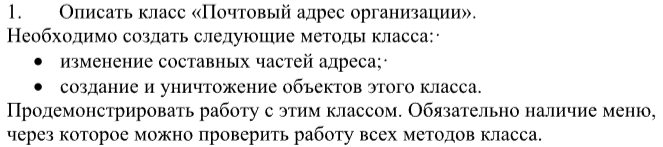 1. Описать класс «Почтовый адрес организации».
Необходимо создать следующие методы класса:·
• изменение составных частей адреса;·
• создание и уничтожение объектов этого класса.
Продемонстрировать работу с этим классом. Обязательно наличие меню,
через которое можно проверить работу всех методов класса.